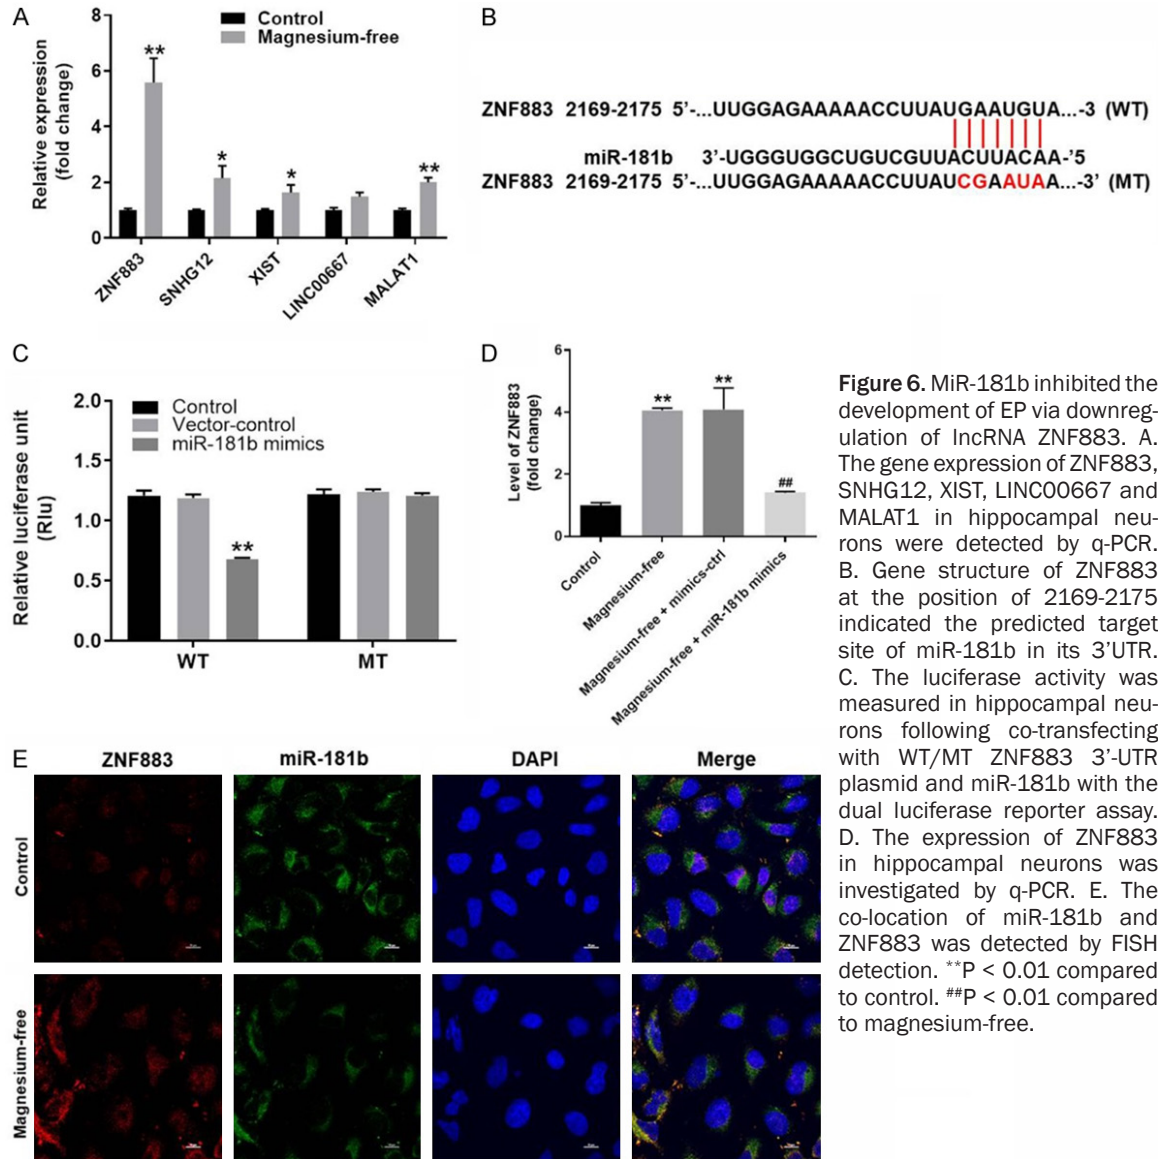 A
8
6
4
2
0
Relative expression
(fold change)
Control
Magnesium-free
**
*
*
**
ZNF883
SNHG12
XIST
LINC00667
MALAT1
B
ZNF883 2169-2175 5’-...UUGGAGAAAAACCUUAUGAAUGUA...-3 (WT)
miR-181b 3’-UGGGUGGCUGUCGUUACUUACAA-’5
ZNF883 2169-2175 5’-...UUGGAGAAAAACCUUAUCGAAUAA...-3’ (MT)
C
2.0
1.5
1.0
0.5
0.0
Relative luciferase unit
(Rlu)
Control
Vector-control
miR-181b mimics
**
WT
MT
D
6
4
2
0
Level of ZNF883
(fold change)
**
**
##
Control
Magnesium-free
Magnesium-free + mimics-ctrl
Magnesium-free + miR-181b mimics
Figure 6. MiR-181b inhibited the
development of EP via downreg-
ulation of lncRNA ZNF883. A.
The gene expression of ZNF883,
SNHG12, XIST, LINC00667 and
MALAT1 in hippocampal neu-
rons were detected by q-PCR.
B. Gene structure of ZNF883
at the position of 2169-2175
indicated the predicted target
site of miR-181b in its 3’UTR.
C. The luciferase activity was
measured in hippocampal neu-
rons following co-transfecting
with WT/MT ZNF883 3’-UTR
plasmid and miR-181b with the
dual luciferase reporter assay.
D. The expression of ZNF883
in hippocampal neurons was
investigated by q-PCR. E. The
co-location of miR-181b and
ZNF883 was detected by FISH
detection. **P < 0.01 compared
to control. ##P < 0.01 compared
to magnesium-free.
E
ZNF883
miR-181b
DAPI
Merge
Control
Magnesium-free